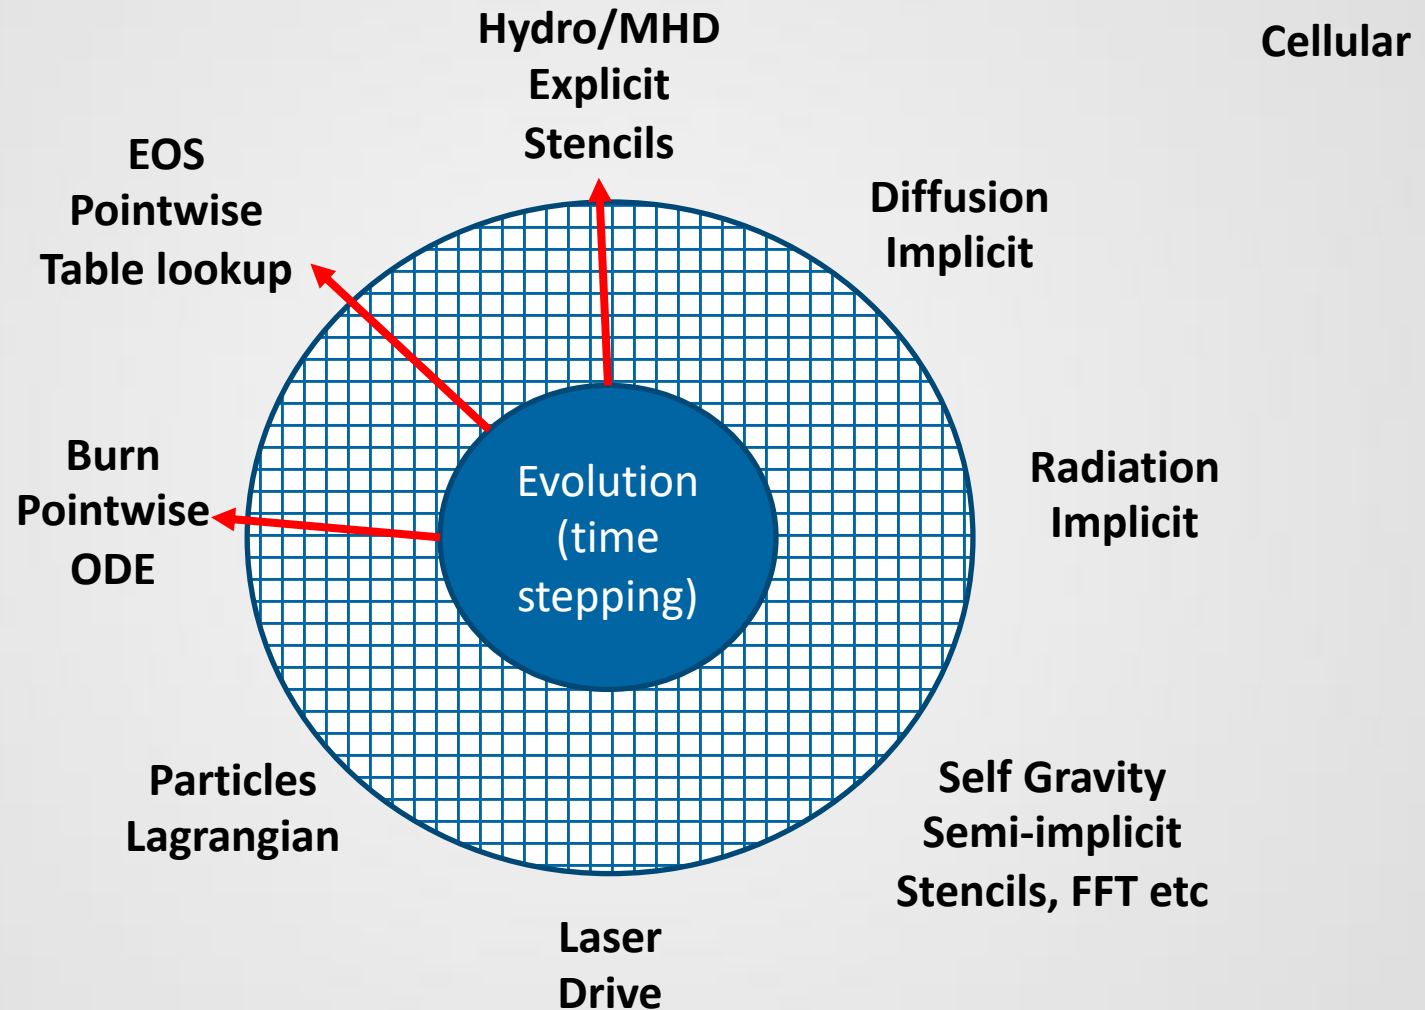 Hydro/MHD
Explicit
Stencils
Cellular
EOS
Pointwise
Table lookup
Diffusion
Implicit
Burn
Pointwise
ODE
Evolution
(time
stepping)
Radiation
Implicit
Particles
Lagrangian
Self Gravity
Semi-implicit
Stencils, FFT etc
Laser
Drive